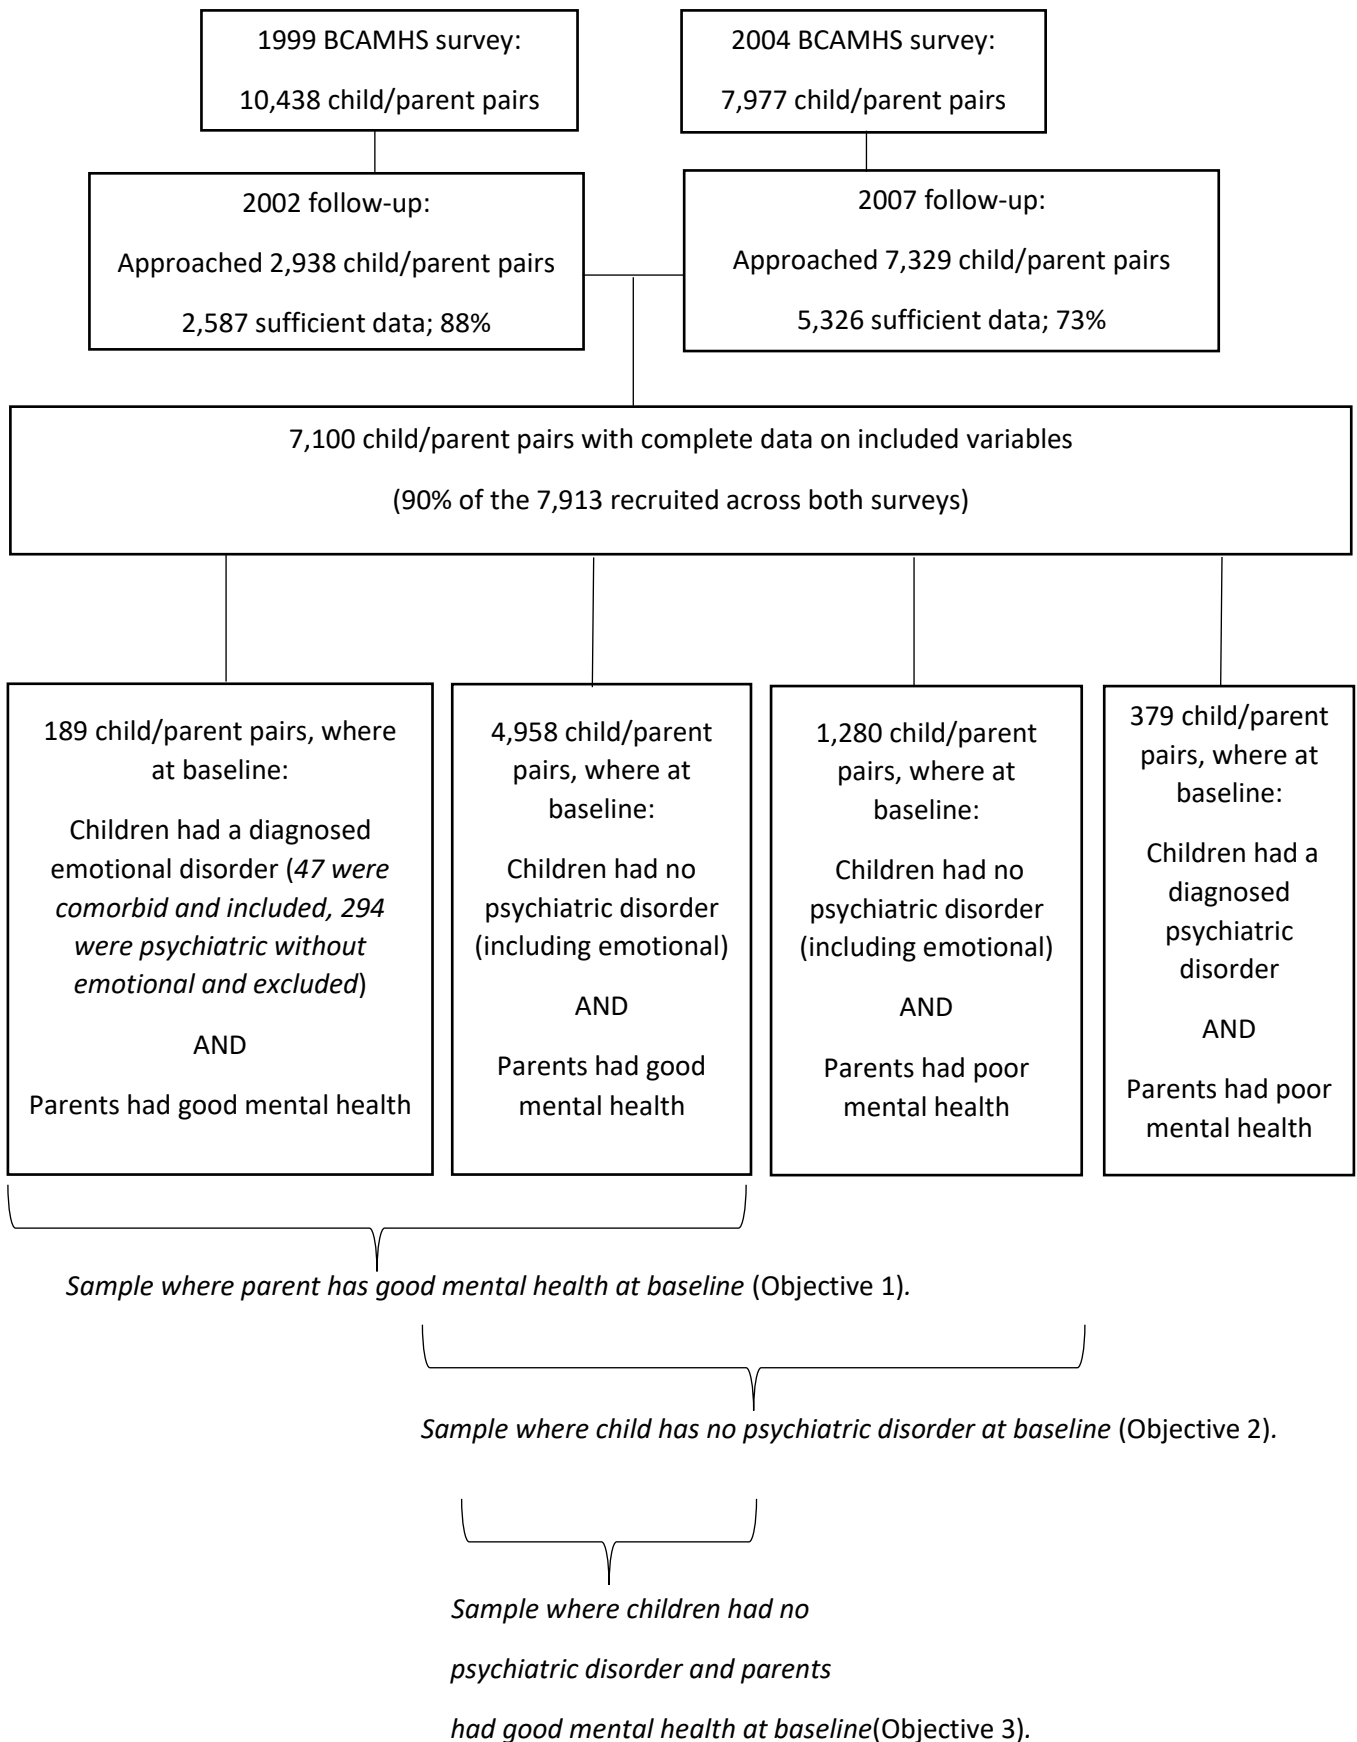 1999 BCAMHS survey:
10,438 child/parent pairs
2004 BCAMHS survey:
7,977 child/parent pairs
2002 follow-up:
Approached 2,938 child/parent pairs
2,587 sufficient data; 88%
2007 follow-up:
Approached 7,329 child/parent pairs
5,326 sufficient data; 73%
7,100 child/parent pairs with complete data on included variables
(90% of the 7,913 recruited across both surveys)
189 child/parent pairs, where
at baseline:
Children had a diagnosed
emotional disorder (47 were
comorbid and included, 294
were psychiatric without
emotional and excluded)
AND
Parents had good mental health
4,958 child/parent
pairs, where at
baseline:
Children had no
psychiatric disorder
(including emotional)
AND
Parents had good
mental health
1,280 child/parent
pairs, where at
baseline:
Children had no
psychiatric disorder
(including emotional)
AND
Parents had poor
mental health
379 child/parent
pairs, where at
baseline:
Children had a
diagnosed
psychiatric
disorder
AND
Parents had poor
mental health
Sample where parent has good mental health at baseline (Objective 1).
Sample where child has no psychiatric disorder at baseline (Objective 2).
Sample where children had no
psychiatric disorder and parents
had good mental health at baseline(Objective 3).